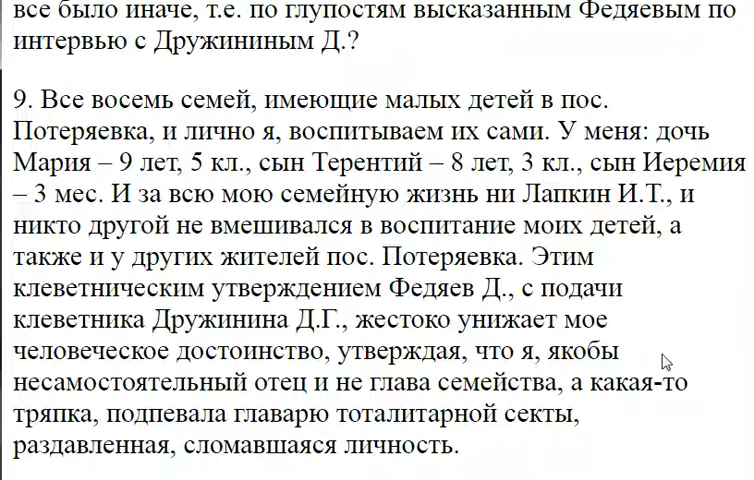 все было иначе, т.е. по глупостям высказанным Федяевым по
интервью с Дружининым Д.?
9. Все восемь семей, имеющие малых детей в пос.
Потеряевка, и лично я, воспитываем их сами. У меня: дочь
Мария – 9 лет, 5 кл., сын Терентий – 8 лет, 3 кл., сын Иеремия
– 3 мес. И за всю мою семейную жизнь ни Лапкин И.Т., и
никто другой не вмешивался в воспитание моих детей, а
также и у других жителей пос. Потеряевка. Этим
клеветническим утверждением Федяев Д., с подачи
клеветника Дружинина Д.Г., жестоко унижает мое
человеческое достоинство, утверждая, что я, якобы
несамостоятельный отец и не глава семейства, а какая-то
тряпка, подпевала главарю тоталитарной секты,
раздавленная, сломавшаяся личность.